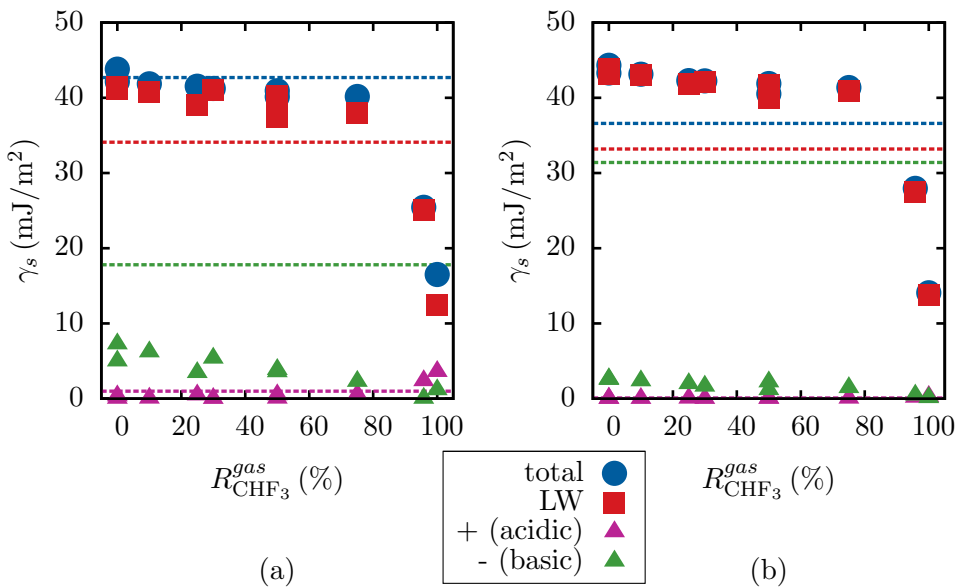 50
40
30
20
10
0
γs (mJ/m²)
0 20 40 60 80 100
R^gas_CHF₃ (%)
(a)
50
40
30
20
10
0
γs (mJ/m²)
0 20 40 60 80 100
R^gas_CHF₃ (%)
(b)
total
LW
+ (acidic)
- (basic)